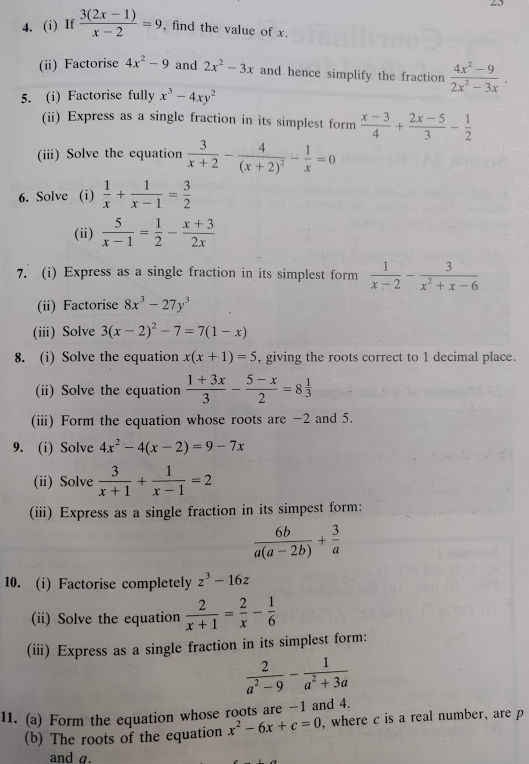 23
4. (i) If 3(2x − 1)/(x − 2) = 9, find the value of x.
(ii) Factorise 4x² − 9 and 2x² − 3x and hence simplify the fraction (4x² − 9)/(2x² − 3x).
5. (i) Factorise fully x³ − 4xy²
(ii) Express as a single fraction in its simplest form (x − 3)/4 + (2x − 5)/3 − 1/2
(iii) Solve the equation 3/(x + 2) − 4/(x + 2)² − 1/x = 0
6. Solve (i) 1/x + 1/(x − 1) = 3/2
(ii) 5/(x − 1) = 1/2 − (x + 3)/2x
7. (i) Express as a single fraction in its simplest form 1/(x − 2) − 3/(x² + x − 6)
(ii) Factorise 8x³ − 27y³
(iii) Solve 3(x − 2)² − 7 = 7(1 − x)
8. (i) Solve the equation x(x + 1) = 5, giving the roots correct to 1 decimal place.
(ii) Solve the equation (1 + 3x)/3 − (5 − x)/2 = 8 1/3
(iii) Form the equation whose roots are −2 and 5.
9. (i) Solve 4x² − 4(x − 2) = 9 − 7x
(ii) Solve 3/(x + 1) + 1/(x − 1) = 2
(iii) Express as a single fraction in its simpest form:
6b/a(a − 2b) + 3/a
10. (i) Factorise completely z³ − 16z
(ii) Solve the equation 2/(x + 1) = 2/x − 1/6
(iii) Express as a single fraction in its simplest form:
2/(a² − 9) − 1/(a² + 3a)
11. (a) Form the equation whose roots are −1 and 4.
(b) The roots of the equation x² − 6x + c = 0, where c is a real number, are p
and q.